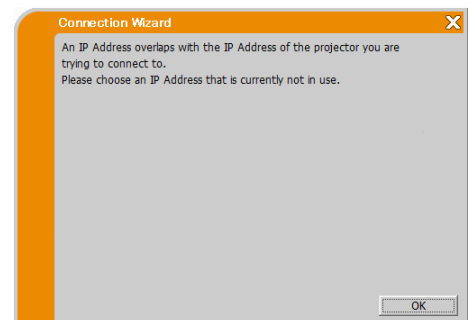 Connection Wizard
An IP Address overlaps with the IP Address of the projector you are
trying to connect to.
Please choose an IP Address that is currently not in use.
OK